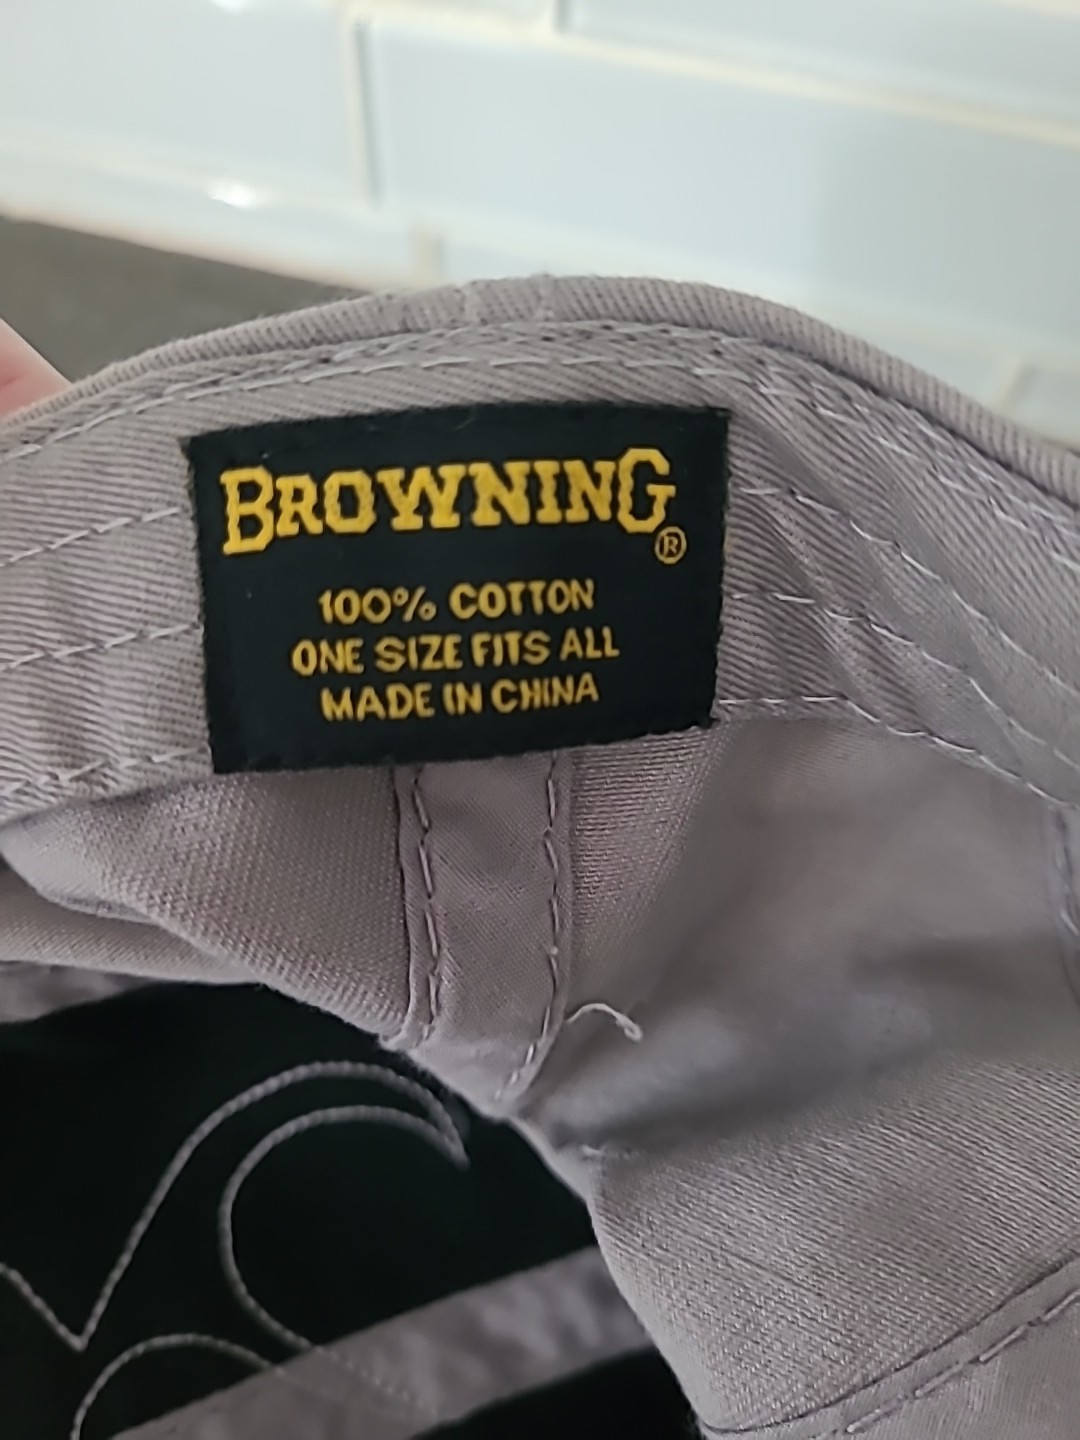 BROWNING®
100% COTTON
ONE SIZE FITS ALL
MADE IN CHINA